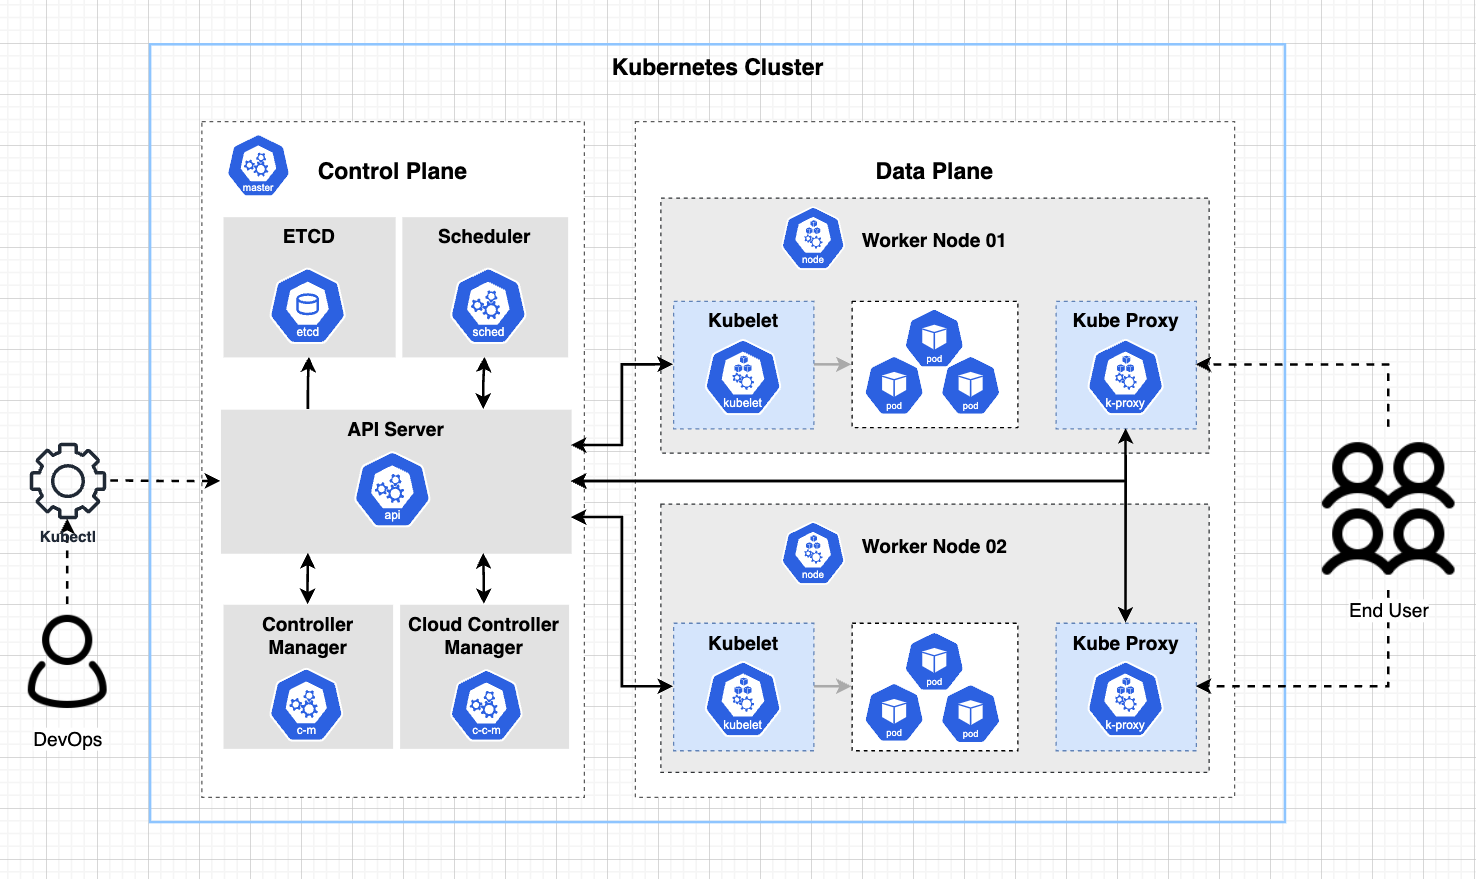 Kubernetes Cluster
master
Control Plane
ETCD
etcd
Scheduler
sched
API Server
api
Controller
Manager
c-m
Cloud Controller
Manager
c-c-m
Kubectl
DevOps
Data Plane
node
Worker Node 01
Kubelet
kubelet
pod
pod
pod
Kube Proxy
k-proxy
node
Worker Node 02
Kubelet
kubelet
pod
pod
pod
Kube Proxy
k-proxy
End User